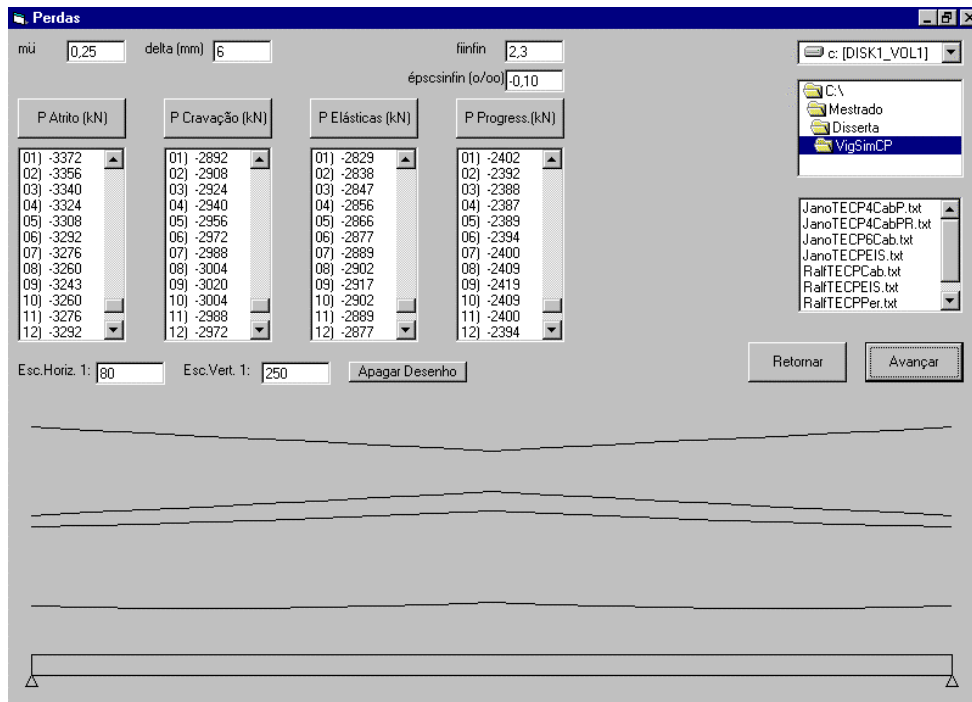 Perdas
mü 0,25 delta (mm) 6 fiinfin 2,3
épscsinfin (o/oo) -0,10
c: [DISK1_VOL1]
C:\
Mestrado
Disserta
VigSimCP
P Atrito (kN) P Cravação (kN) P Elásticas (kN) P Progress.(kN)
01) -3372
02) -3356
03) -3340
04) -3324
05) -3308
06) -3292
07) -3276
08) -3260
09) -3243
10) -3260
11) -3276
12) -3292
01) -2892
02) -2908
03) -2924
04) -2940
05) -2956
06) -2972
07) -2988
08) -3004
09) -3020
10) -3004
11) -2988
12) -2972
01) -2829
02) -2838
03) -2847
04) -2856
05) -2866
06) -2877
07) -2889
08) -2902
09) -2917
10) -2902
11) -2889
12) -2877
01) -2402
02) -2392
03) -2388
04) -2387
05) -2389
06) -2394
07) -2400
08) -2409
09) -2419
10) -2409
11) -2400
12) -2394
JanoTECP4CabP.txt
JanoTECP4CabPR.txt
JanoTECP6Cab.txt
JanoTECPEIS.txt
RalfTECPCab.txt
RalfTECPEIS.txt
RalfTECPPer.txt
Esc.Horiz. 1: 80 Esc.Vert. 1: 250 Apagar Desenho
Retornar Avançar